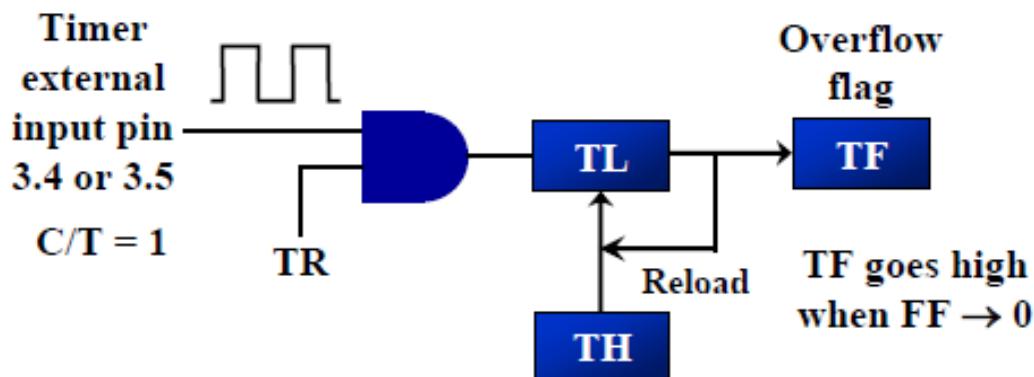 Timer
external
input pin
3.4 or 3.5
C/T = 1
TR
TL
Overflow
flag
TF
Reload
TH
TF goes high
when FF → 0